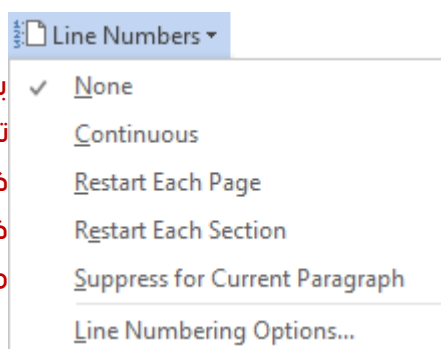 Line Numbers
None
Continuous
Restart Each Page
Restart Each Section
Suppress for Current Paragraph
Line Numbering Options...